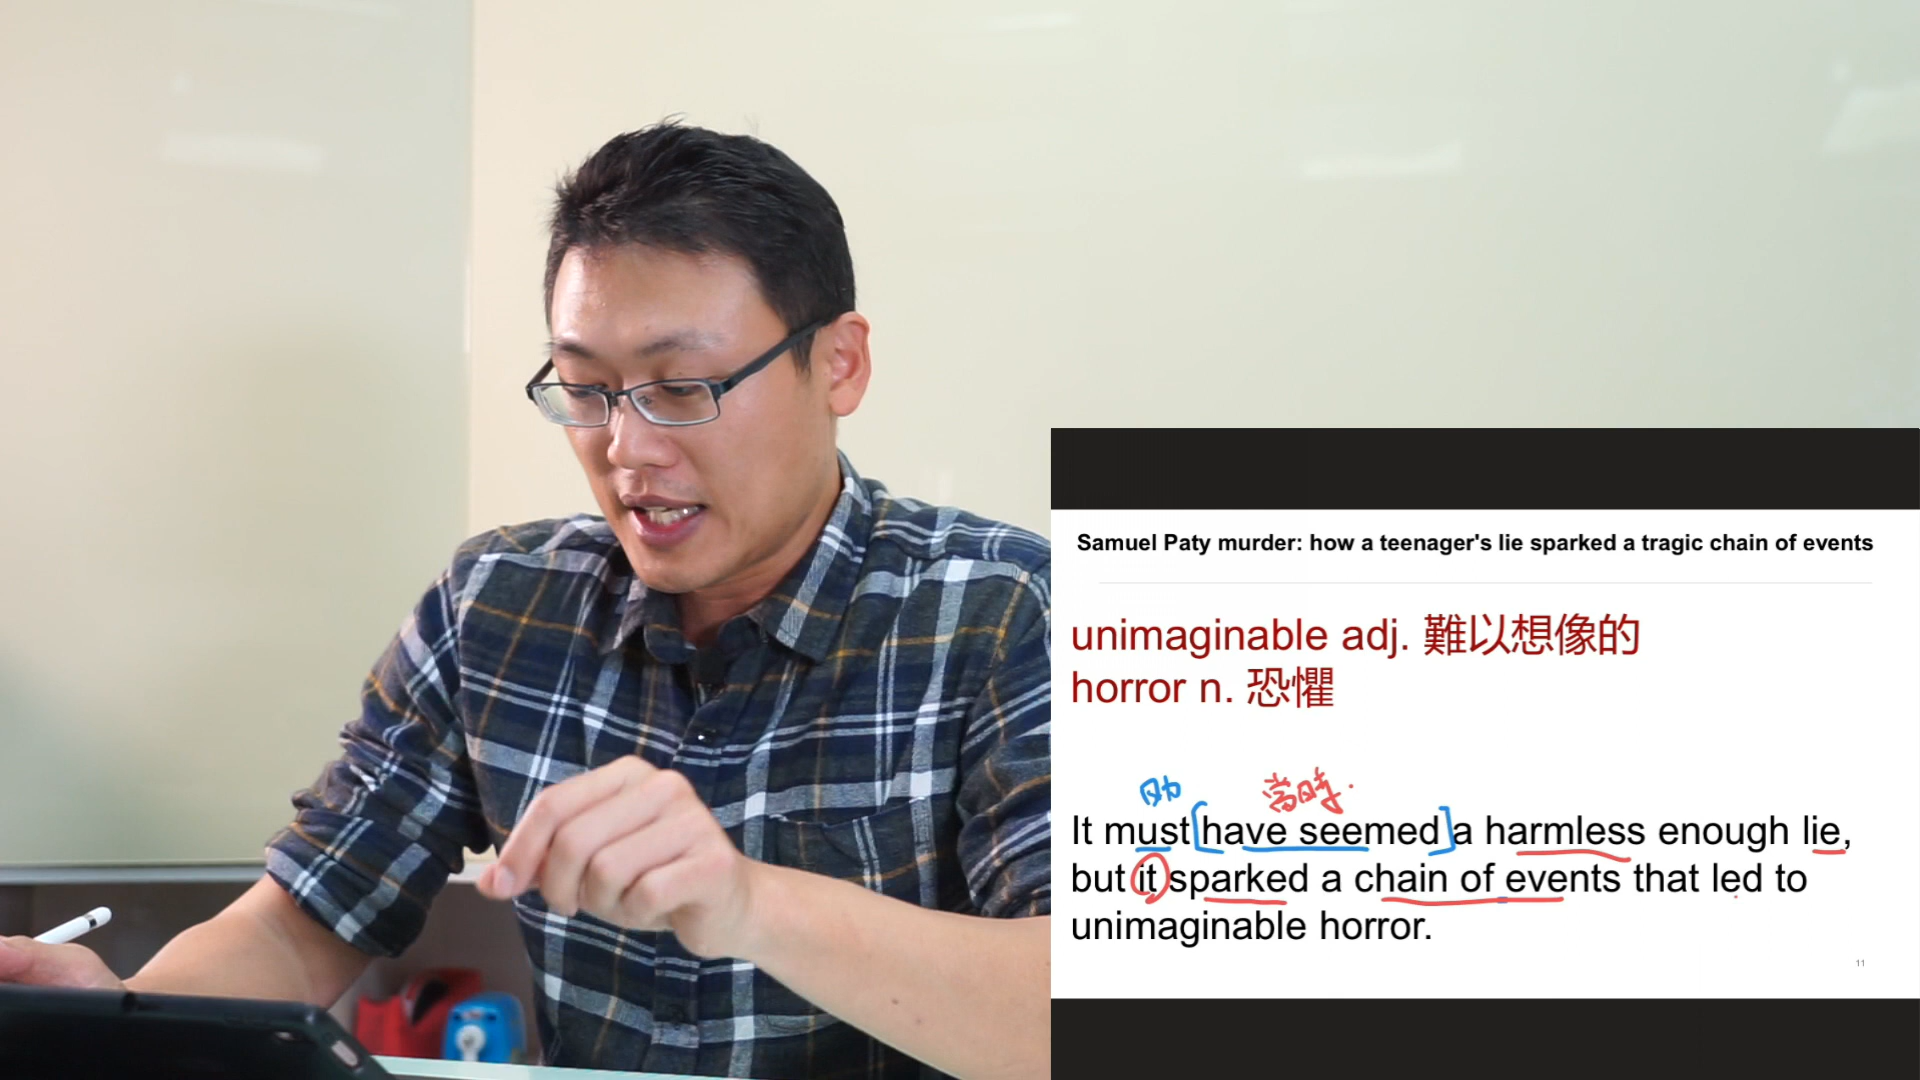 Samuel Paty murder: how a teenager's lie sparked a tragic chain of events
unimaginable adj. 難以想像的
horror n. 恐懼
助 當時.
It must have seemed a harmless enough lie,
but it sparked a chain of events that led to
unimaginable horror.
11